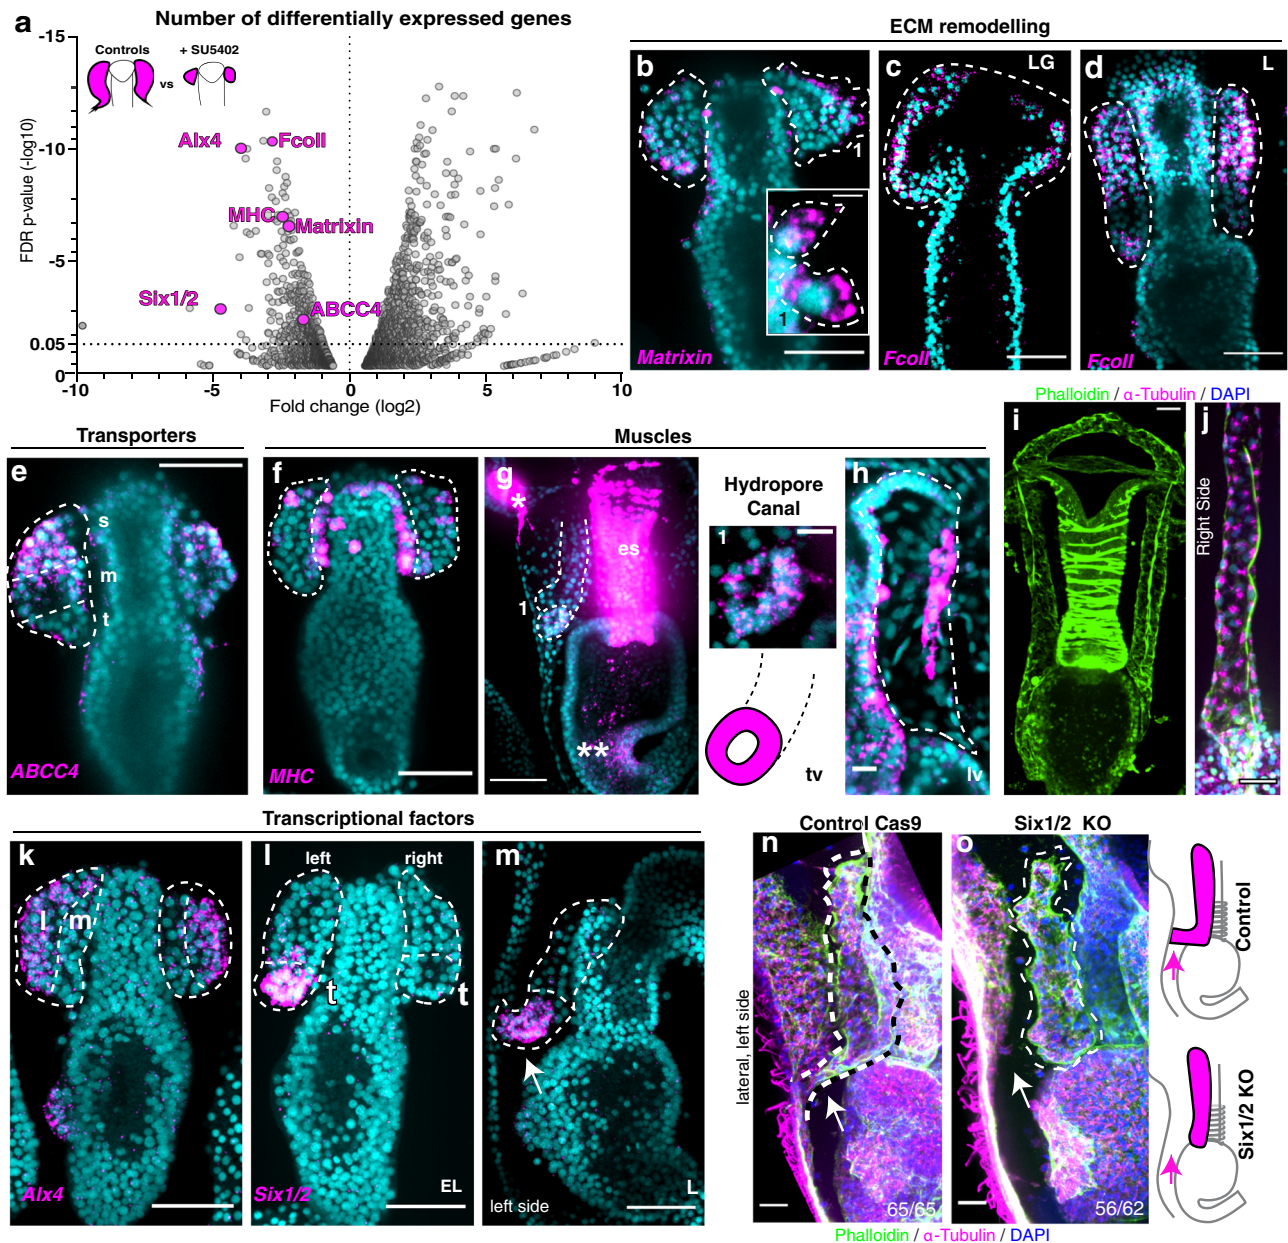 a
Number of differentially expressed genes
Controls
vs
+ SU5402
-15
-10
-5
0.05
0
FDR p-value (-log10)
-10
-5
0
5
10
Fold change (log2)
Alx4
Fcoll
MHC
Matrixin
Six1/2
ABCC4
ECM remodelling
b
1
1
Matrixin
c
LG
Fcoll
d
L
Fcoll
Transporters
e
s
m
t
ABCC4
Muscles
f
MHC
g
*
es
1
**
Hydropore
Canal
1
tv
h
lv
Phalloidin / α-Tubulin / DAPI
i
j
Right Side
Transcriptional factors
k
l
m
Alx4
l
left
right
t
t
Six1/2
EL
m
left side
L
Control Cas9
n
lateral, left side
65/65
Six1/2 KO
o
56/62
Phalloidin / α-Tubulin / DAPI
Control
Six1/2 KO